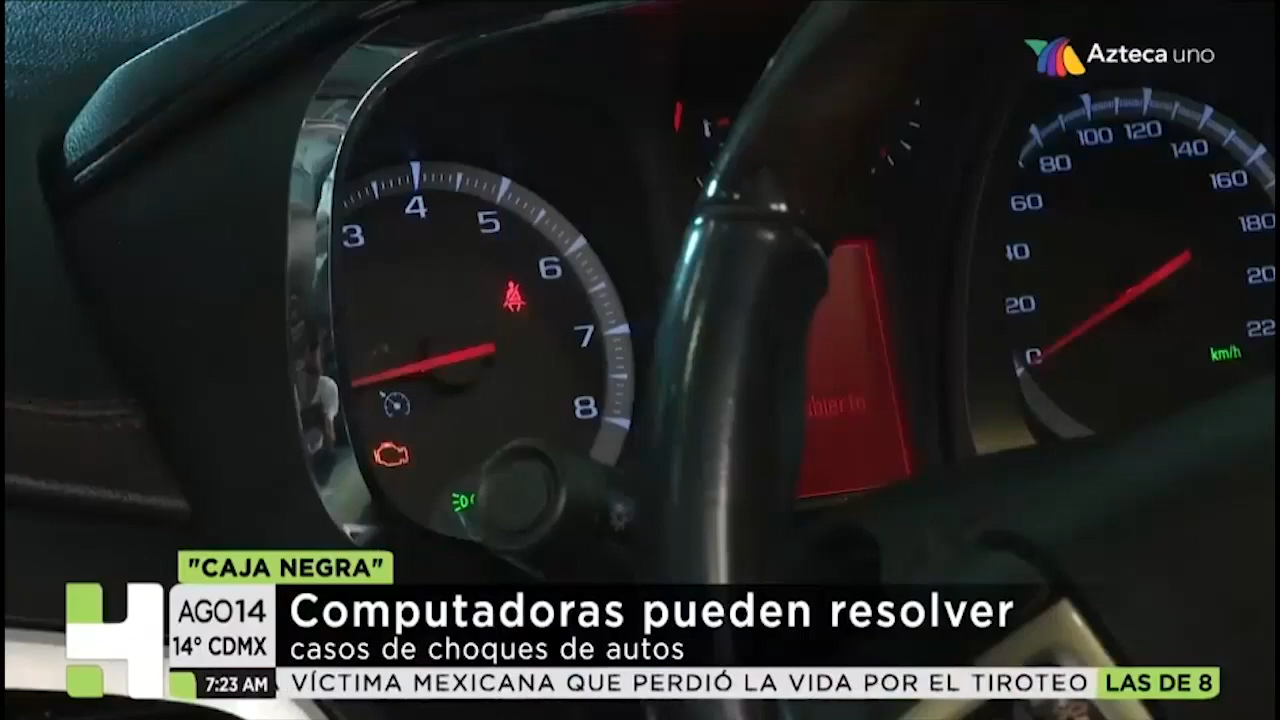 Azteca uno
3
4
5
6
7
8
0
20
40
60
80
100
120
140
160
180
km/h
"CAJA NEGRA"
AGO14
14° CDMX
Computadoras pueden resolver
casos de choques de autos
7:23 AM
VÍCTIMA MEXICANA QUE PERDIÓ LA VIDA POR EL TIROTEO
LAS DE 8